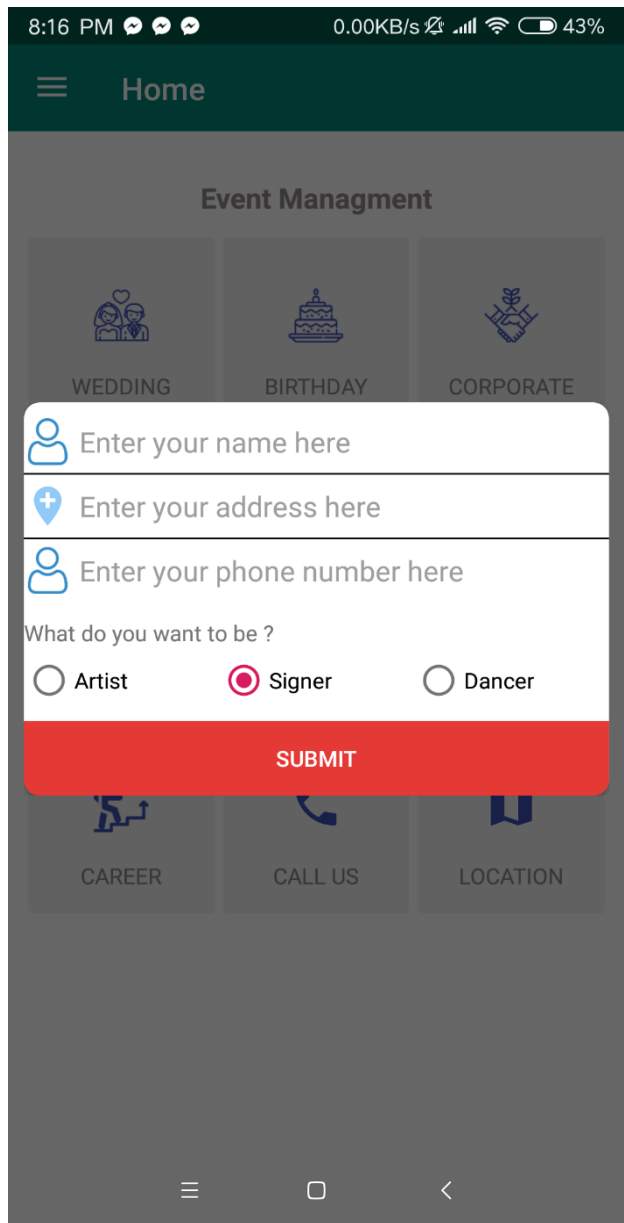 8:16 PM 0.00KB/s 43%
Home
Event Managment
WEDDING BIRTHDAY CORPORATE
Enter your name here
Enter your address here
Enter your phone number here
What do you want to be ?
Artist Signer Dancer
SUBMIT
CAREER CALL US LOCATION